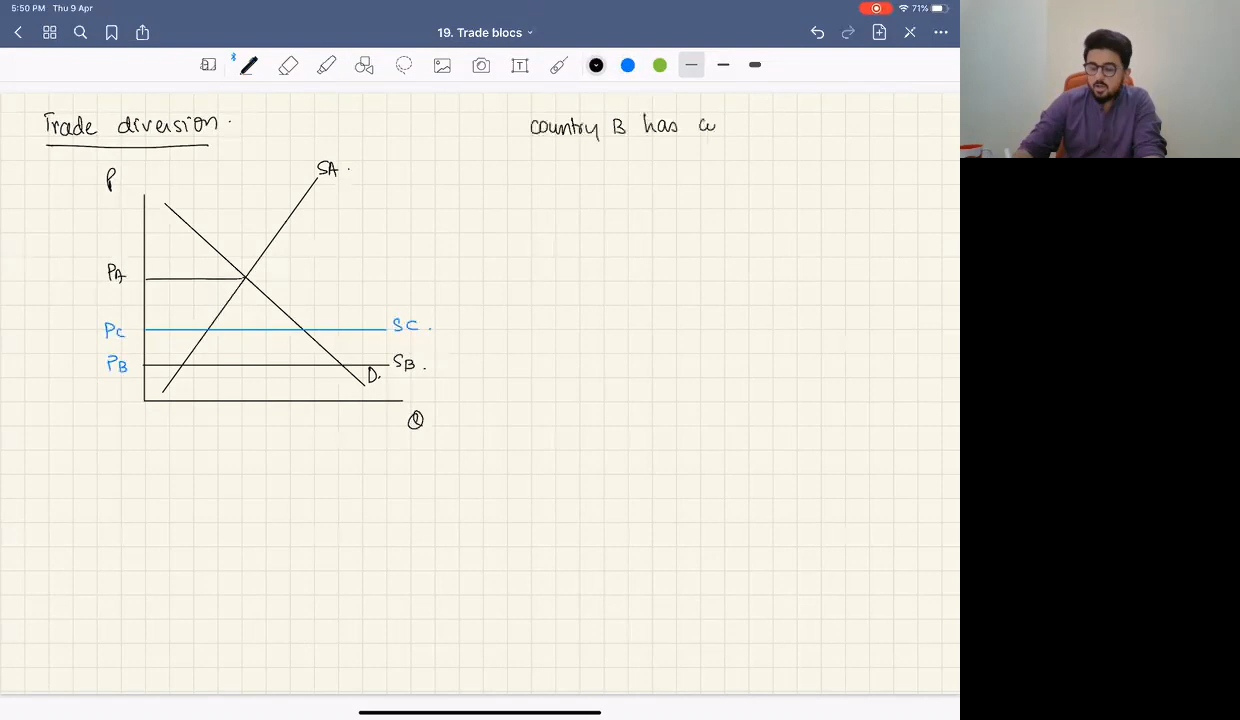 5:50 PM Thu 9 Apr
71%
19. Trade blocs
T
Trade diversion.
country B has a
P
SA.
PA
PC
SC.
PB
SB.
D.
Q